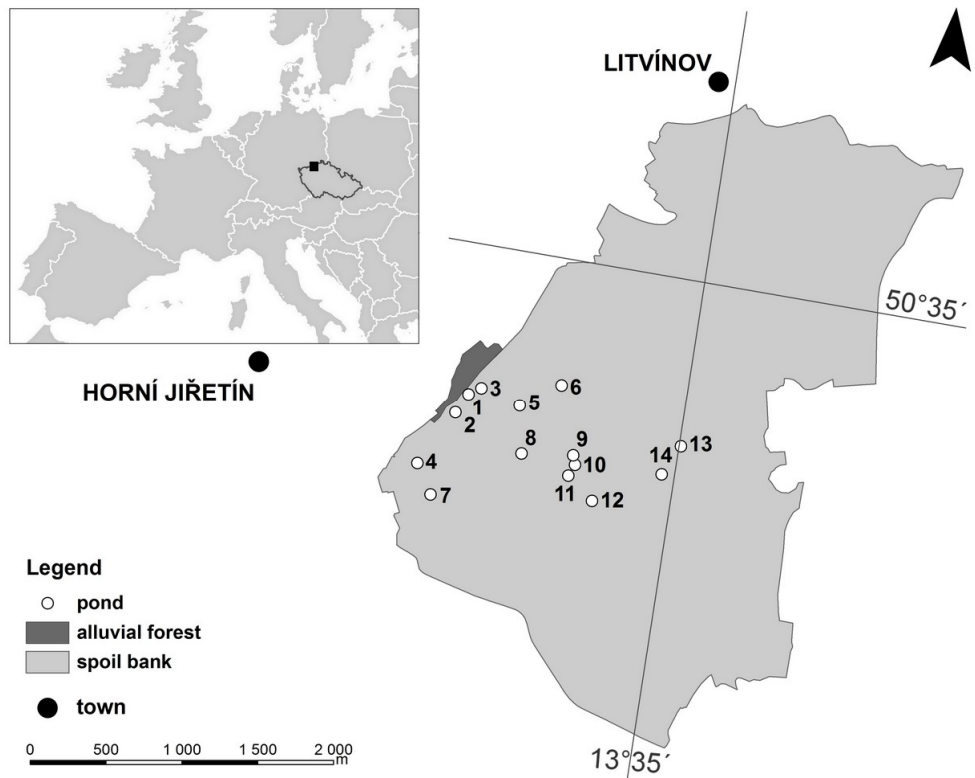 LITVÍNOV
50°35´
HORNÍ JIŘETÍN
3
6
1
5
2
9
13
8
14
4
10
11
7
12
Legend
pond
alluvial forest
spoil bank
town
0 500 1 000 1 500 2 000
m
13°35´